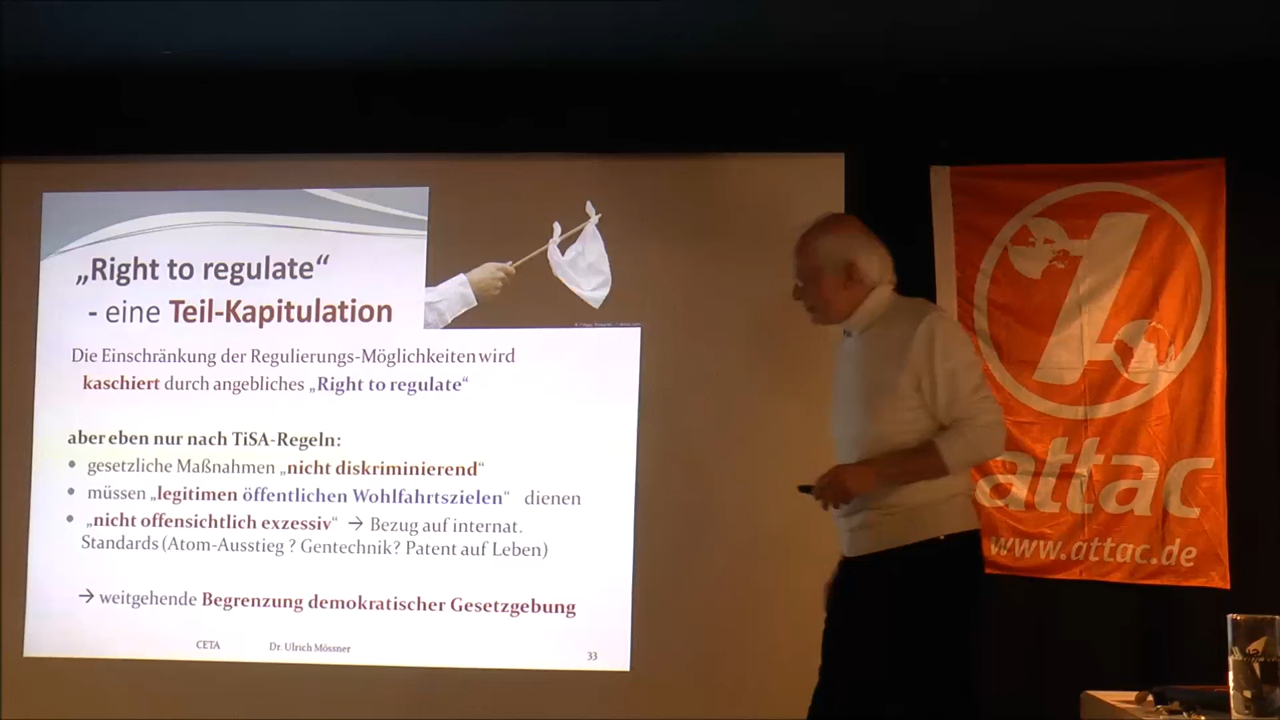 „Right to regulate“
- eine Teil-Kapitulation
Die Einschränkung der Regulierungs-Möglichkeiten wird
kaschiert durch angebliches „Right to regulate“
aber eben nur nach TiSA-Regeln:
• gesetzliche Maßnahmen „nicht diskriminierend“
• müssen „legitimen öffentlichen Wohlfahrtszielen“ dienen
• „nicht offensichtlich exzessiv“ → Bezug auf internat.
Standards (Atom-Ausstieg ? Gentechnik? Patent auf Leben)
→ weitgehende Begrenzung demokratischer Gesetzgebung
CETA Dr. Ulrich Mössner
33
attac
www.attac.de